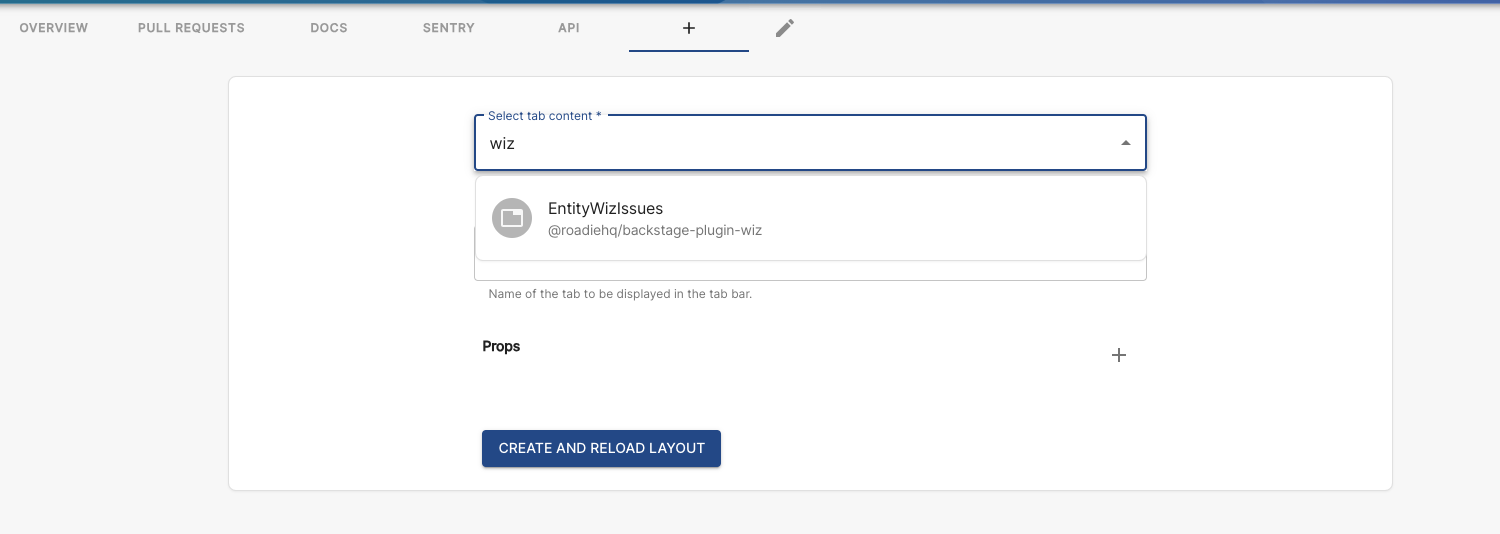 OVERVIEW PULL REQUESTS DOCS SENTRY API +
Select tab content *
wiz
EntityWizIssues
@roadiehq/backstage-plugin-wiz
Name of the tab to be displayed in the tab bar.
Props +
CREATE AND RELOAD LAYOUT